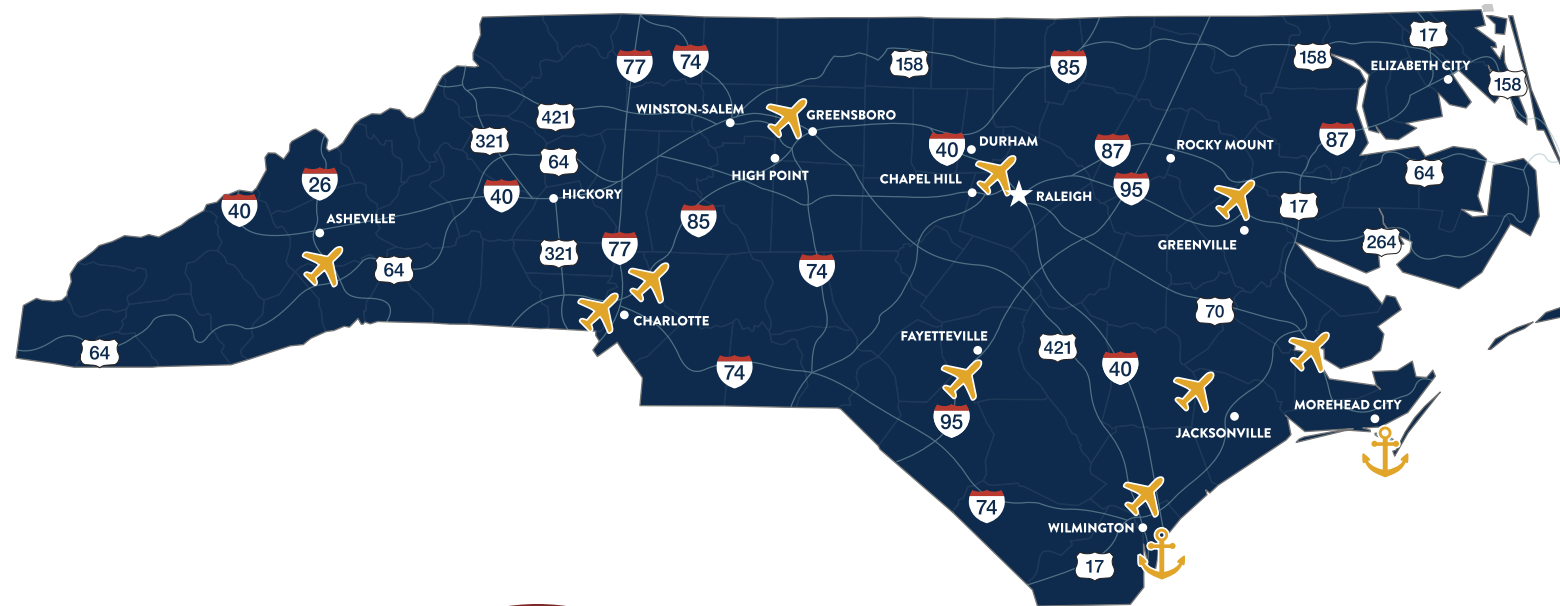 17
77
74
158
85
158
ELIZABETH CITY
158
WINSTON-SALEM
421
GREENSBORO
321
40
DURHAM
87
ROCKY MOUNT
87
64
HIGH POINT
CHAPEL HILL
64
26
40
HICKORY
95
RALEIGH
40
85
17
ASHEVILLE
77
GREENVILLE
264
321
64
74
70
CHARLOTTE
FAYETTEVILLE
421
64
74
40
MOREHEAD CITY
95
JACKSONVILLE
74
WILMINGTON
17